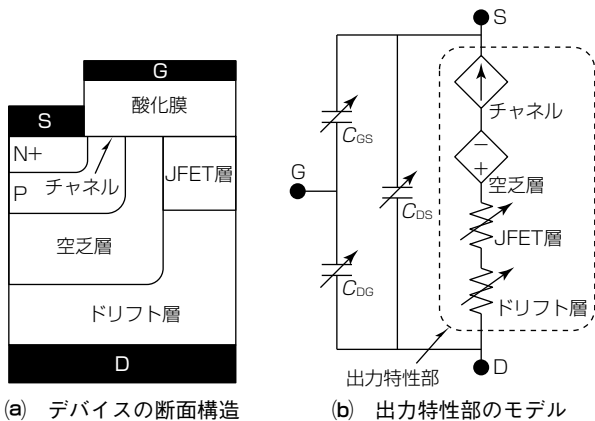 G
酸化膜
S
N+
チャネル
P
JFET層
空乏層
ドリフト層
D
(a) デバイスの断面構造
S
チャネル
C_GS
− +
空乏層
G
C_DS
JFET層
C_DG
ドリフト層
出力特性部
D
(b) 出力特性部のモデル